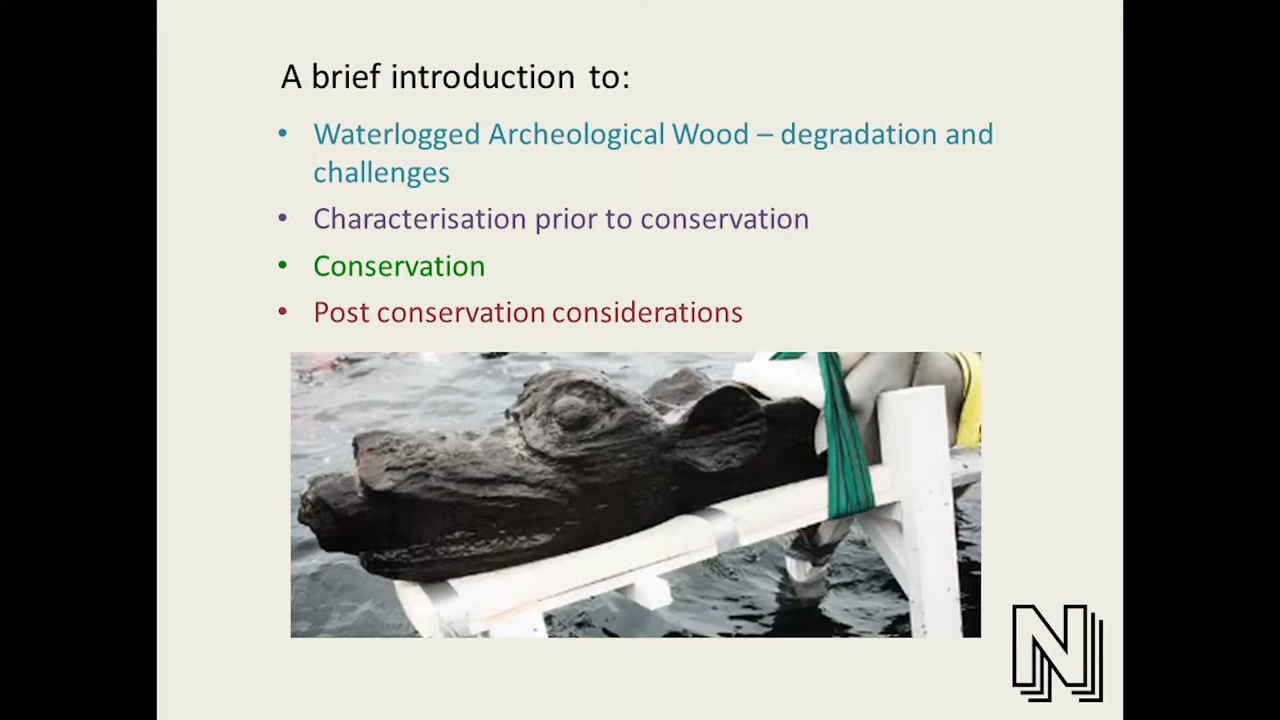 A brief introduction to:
• Waterlogged Archeological Wood – degradation and
challenges
• Characterisation prior to conservation
• Conservation
• Post conservation considerations
N